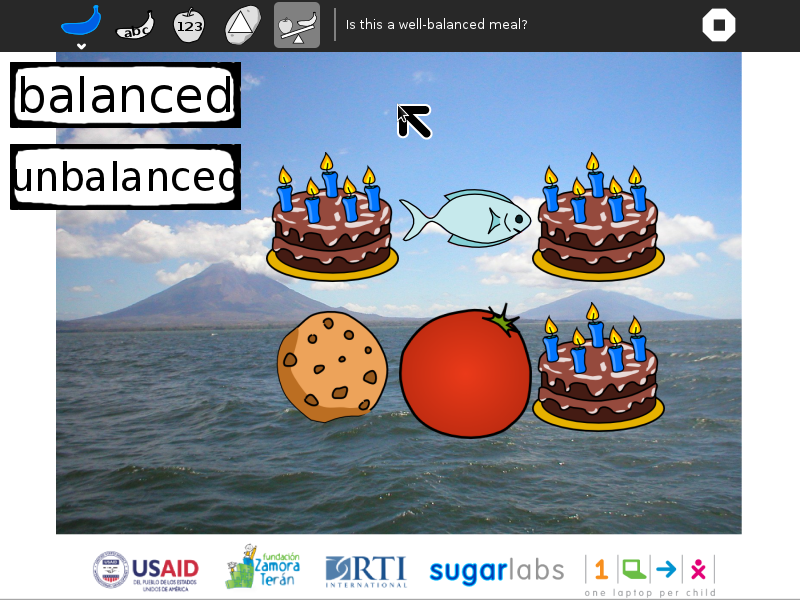 abc
123
Is this a well-balanced meal?
balanced
unbalanced
USAID
DEL PUEBLO DE LOS ESTADOS
UNIDOS DE AMÉRICA
fundación
Zamora
Terán
RTI
INTERNATIONAL
sugarlabs
1
one laptop per child